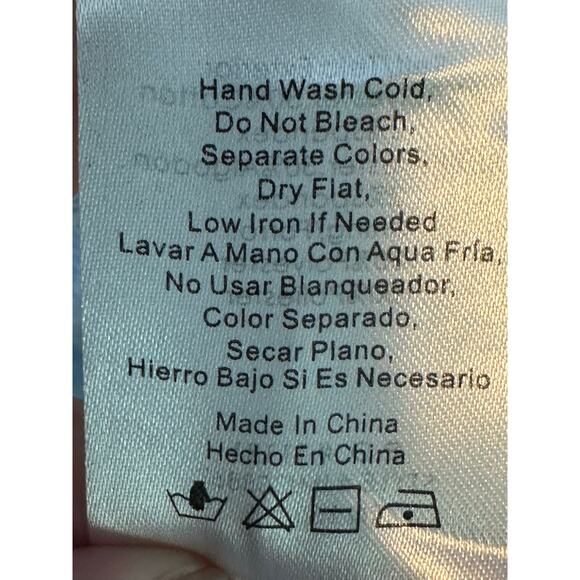 Hand Wash Cold,
Do Not Bleach,
Separate Colors,
Dry Flat,
Low Iron If Needed
Lavar A Mano Con Aqua Fría,
No Usar Blanqueador,
Color Separado,
Secar Plano,
Hierro Bajo Si Es Necesario
Made In China
Hecho En China